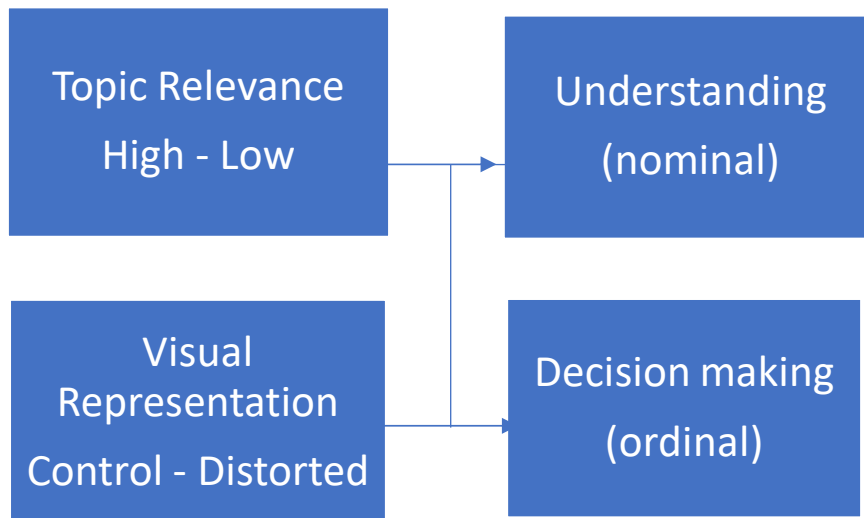 Topic Relevance
High - Low
Understanding
(nominal)
Visual
Representation
Control - Distorted
Decision making
(ordinal)